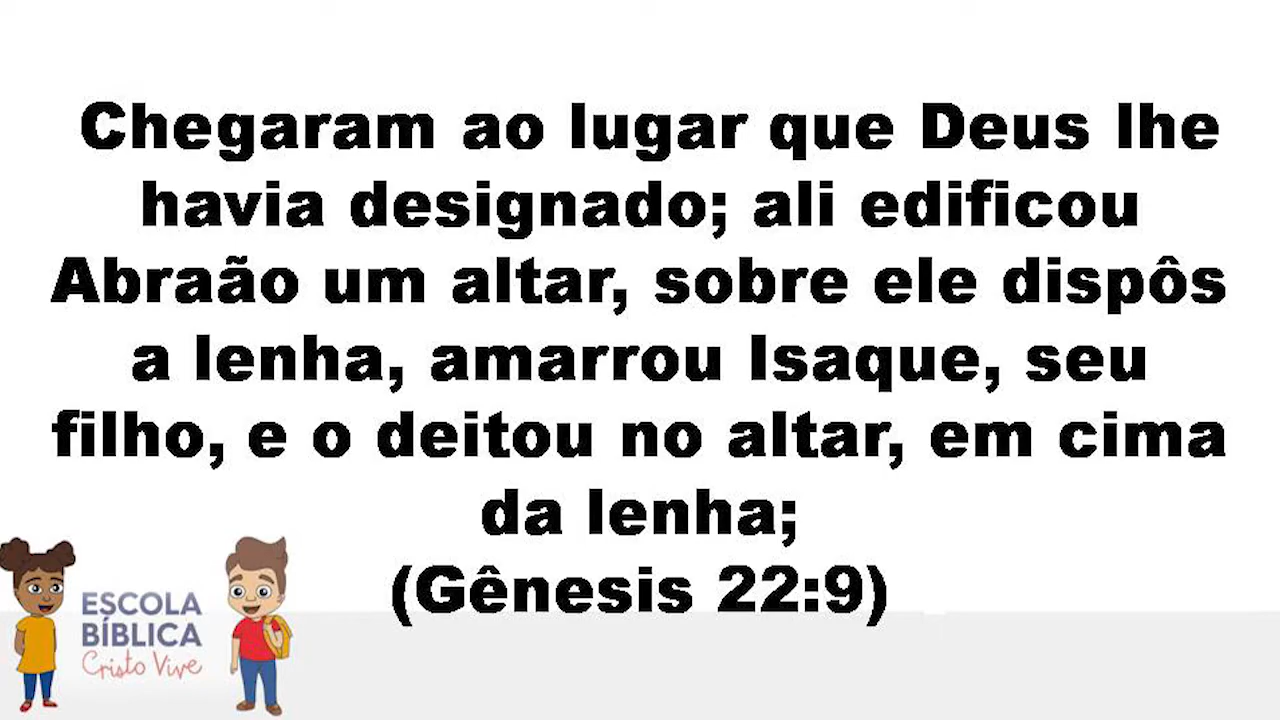 Chegaram ao lugar que Deus lhe
havia designado; ali edificou
Abraão um altar, sobre ele dispôs
a lenha, amarrou Isaque, seu
filho, e o deitou no altar, em cima
da lenha;
(Gênesis 22:9)
ESCOLA
BÍBLICA
Cristo Vive